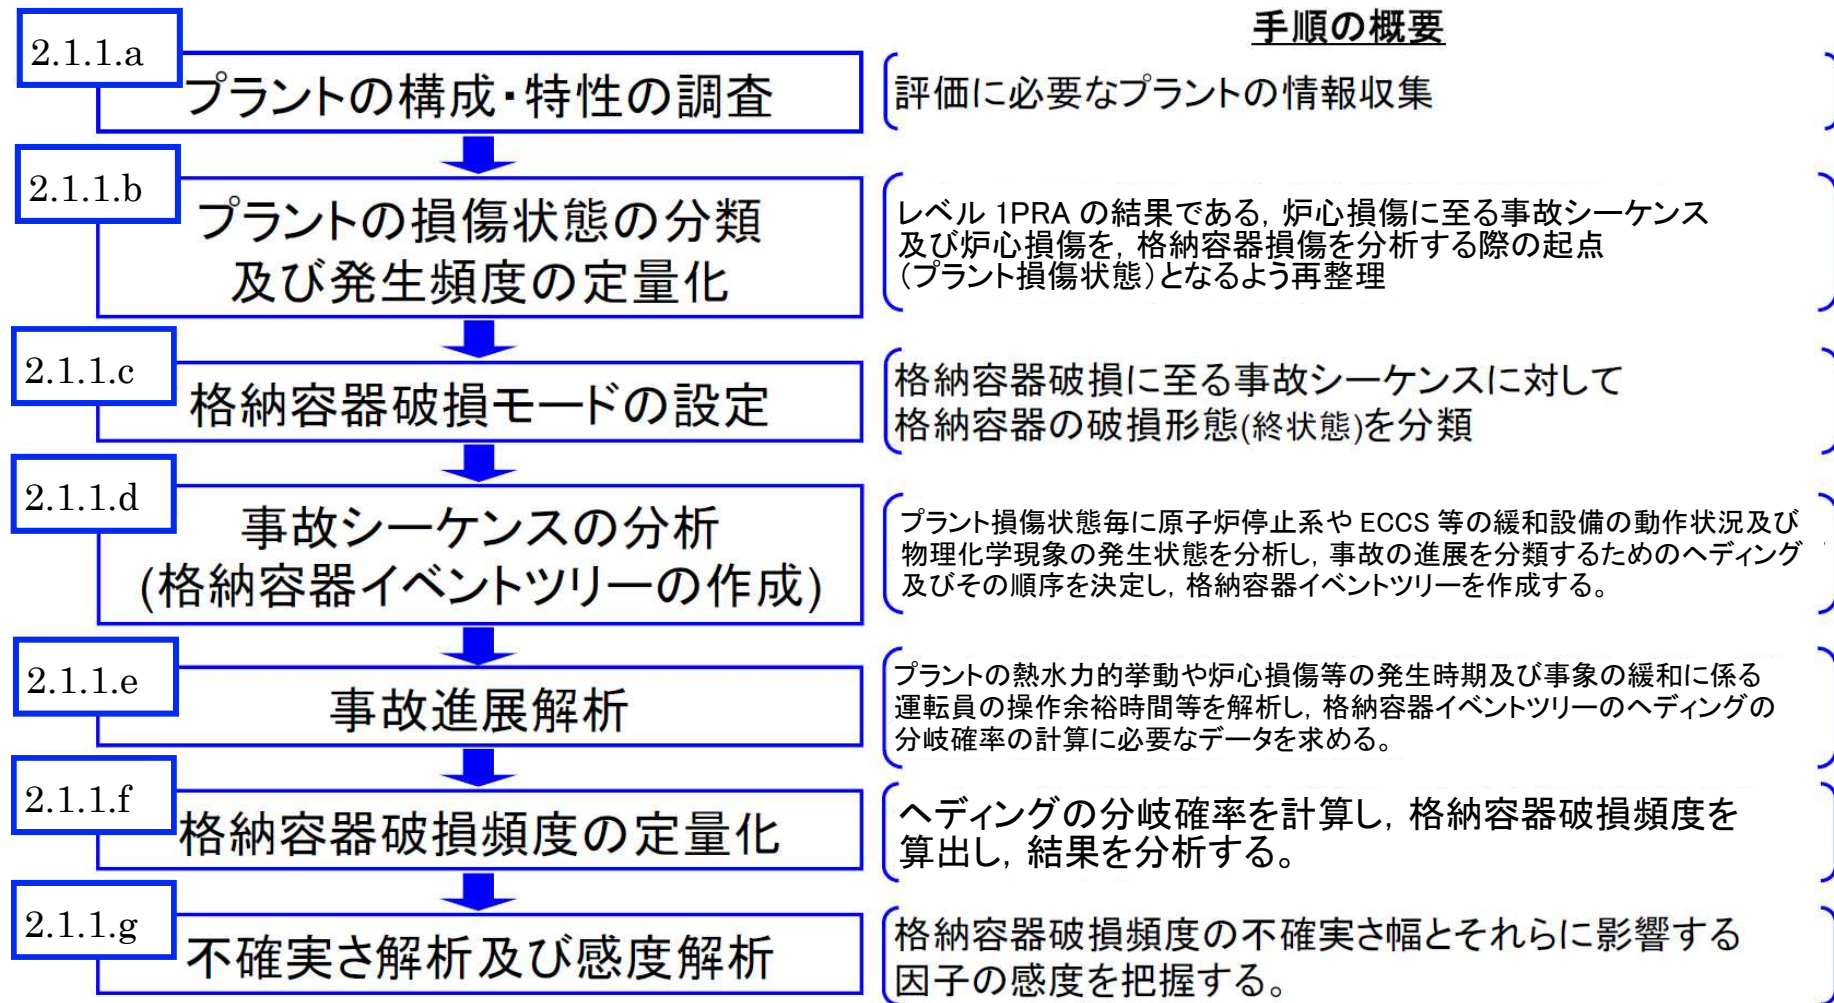 手順の概要
2.1.1.a
プラントの構成・特性の調査
評価に必要なプラントの情報収集
2.1.1.b
プラントの損傷状態の分類
及び発生頻度の定量化
レベル 1PRA の結果である, 炉心損傷に至る事故シーケンス
及び炉心損傷を, 格納容器損傷を分析する際の起点
(プラント損傷状態)となるよう再整理
2.1.1.c
格納容器破損モードの設定
格納容器破損に至る事故シーケンスに対して
格納容器の破損形態(終状態)を分類
2.1.1.d
事故シーケンスの分析
(格納容器イベントツリーの作成)
プラント損傷状態毎に原子炉停止系や ECCS 等の緩和設備の動作状況及び
物理化学現象の発生状態を分析し, 事故の進展を分類するためのヘディング
及びその順序を決定し, 格納容器イベントツリーを作成する。
2.1.1.e
事故進展解析
プラントの熱水力的挙動や炉心損傷等の発生時期及び事象の緩和に係る
運転員の操作余裕時間等を解析し, 格納容器イベントツリーのヘディングの
分岐確率の計算に必要なデータを求める。
2.1.1.f
格納容器破損頻度の定量化
ヘディングの分岐確率を計算し, 格納容器破損頻度を
算出し, 結果を分析する。
2.1.1.g
不確実さ解析及び感度解析
格納容器破損頻度の不確実さ幅とそれらに影響する
因子の感度を把握する。